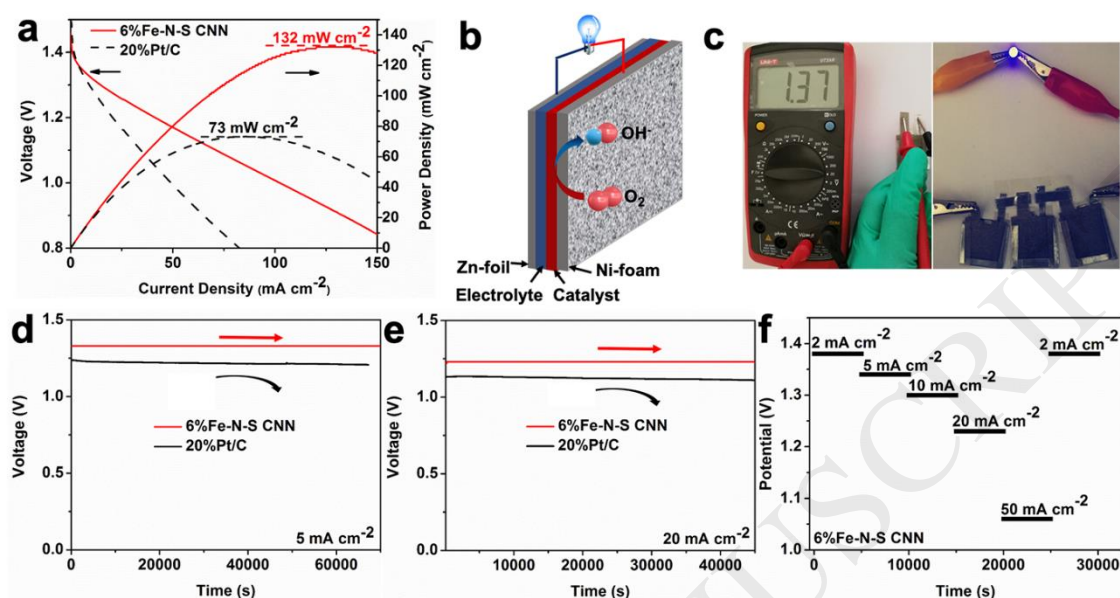 a
6%Fe-N-S CNN
20%Pt/C
132 mW cm-2
73 mW cm-2
1.4
1.2
1.0
0.8
Voltage (V)
140
120
100
80
60
40
20
0
Power Density (mW cm-2)
0
50
100
150
Current Density (mA cm-2)
b
OH-
O2
Zn-foil
Ni-foam
Electrolyte
Catalyst
c
1.37
POWER
CE
d
1.5
1.0
0.5
0.0
Voltage (V)
6%Fe-N-S CNN
20%Pt/C
5 mA cm-2
0
20000
40000
60000
Time (s)
e
1.5
1.0
0.5
0.0
Voltage (V)
6%Fe-N-S CNN
20%Pt/C
20 mA cm-2
0
10000
20000
30000
40000
Time (s)
f
1.4
1.3
1.2
1.1
1.0
Potential (V)
2 mA cm-2
5 mA cm-2
10 mA cm-2
20 mA cm-2
50 mA cm-2
2 mA cm-2
6%Fe-N-S CNN
0
10000
20000
30000
Time (s)
USCRIP